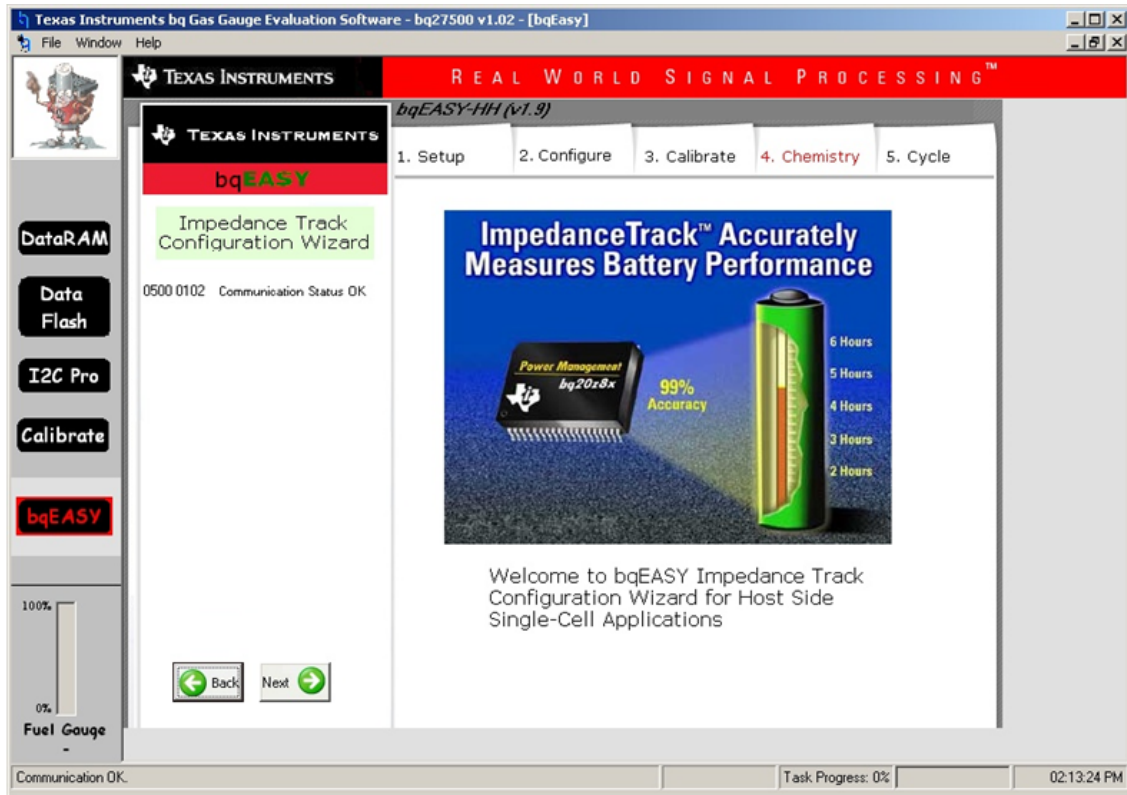 Texas Instruments bq Gas Gauge Evaluation Software - bq27500 v1.02 - [bqEasy]
File Window Help
TEXAS INSTRUMENTS
REAL WORLD SIGNAL PROCESSING™
bqEASY-HH (v1.9)
TEXAS INSTRUMENTS
bqEASY
1. Setup
2. Configure
3. Calibrate
4. Chemistry
5. Cycle
Impedance Track
Configuration Wizard
0500 0102 Communication Status OK
DataRAM
Data
Flash
I2C Pro
Calibrate
bqEASY
ImpedanceTrack™ Accurately
Measures Battery Performance
Power Management
bq20z8x
99%
Accuracy
6 Hours
5 Hours
4 Hours
3 Hours
2 Hours
Welcome to bqEASY Impedance Track
Configuration Wizard for Host Side
Single-Cell Applications
Back
Next
100%
0%
Fuel Gauge
-
Communication OK.
Task Progress: 0%
02:13:24 PM